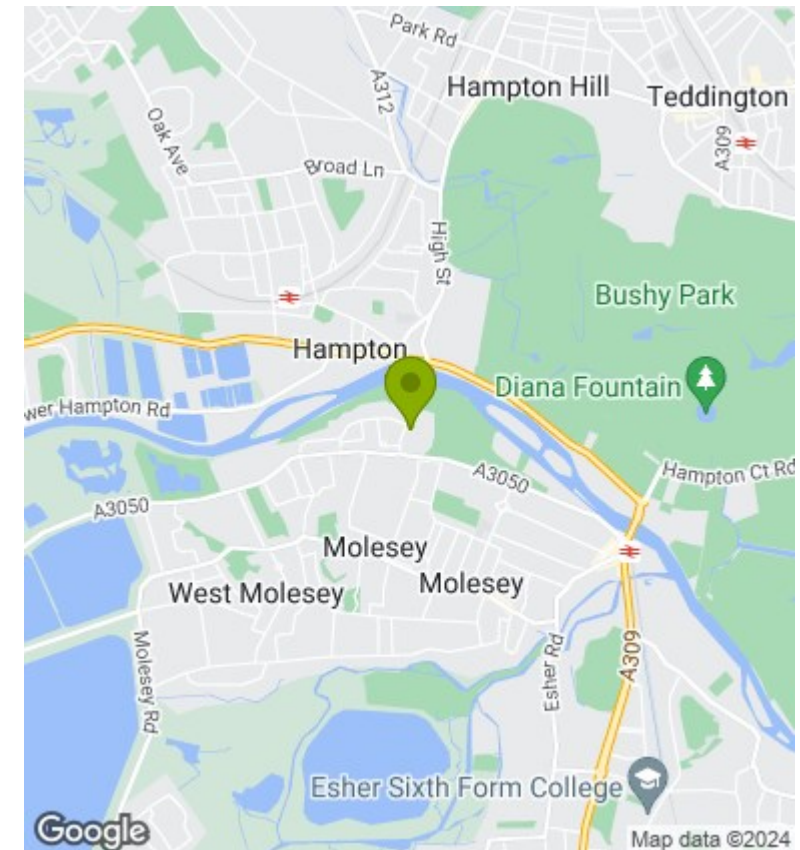 Park Rd
A312
Hampton Hill
Teddington
Oak Ave
A309
Broad Ln
High St
Bushy Park
Hampton
Diana Fountain
wer Hampton Rd
A3050
Hampton Ct Rd
A3050
Molesey
West Molesey
Molesey
Molesey Rd
Esher Rd
A309
Esher Sixth Form College
Google
Map data ©2024